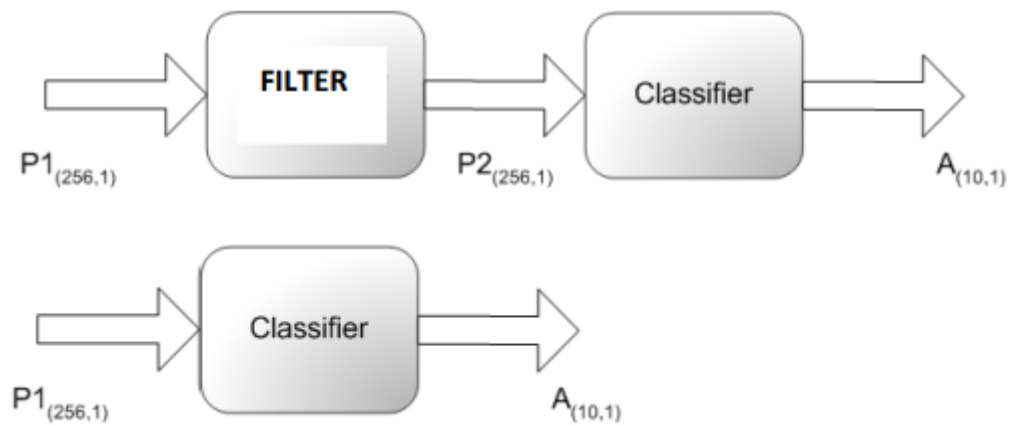 FILTER
Classifier
P1(256,1)
P2(256,1)
A(10,1)
Classifier
P1(256,1)
A(10,1)